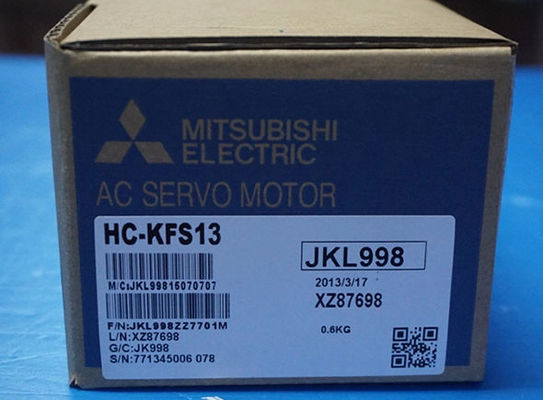 MITSUBISHI
ELECTRIC
AC SERVO MOTOR
HC-KFS13
JKL998
M/C:JKL99815070707
2013/3/17
XZ87698
F/N:JKL998ZZ7701M
0.6KG
L/N:XZ87698
G/C:JK998
S/N:771345006 078